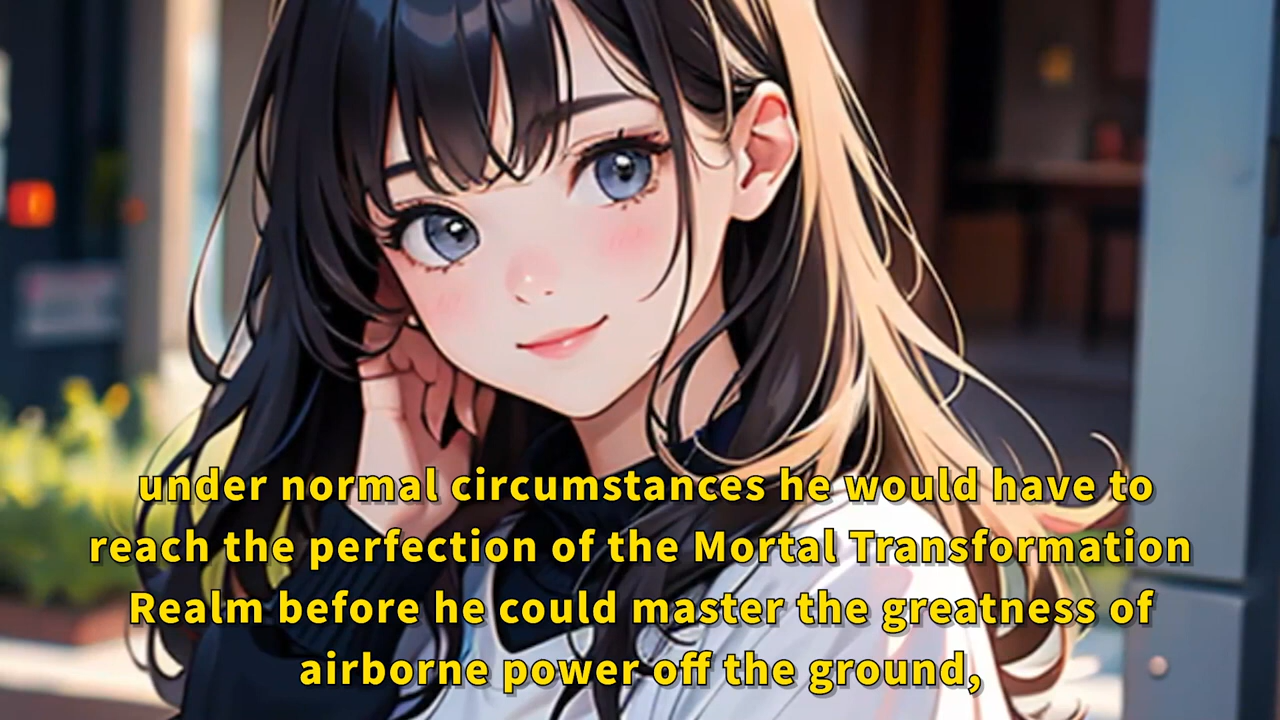 under normal circumstances he would have to
reach the perfection of the Mortal Transformation
Realm before he could master the greatness of
airborne power off the ground,